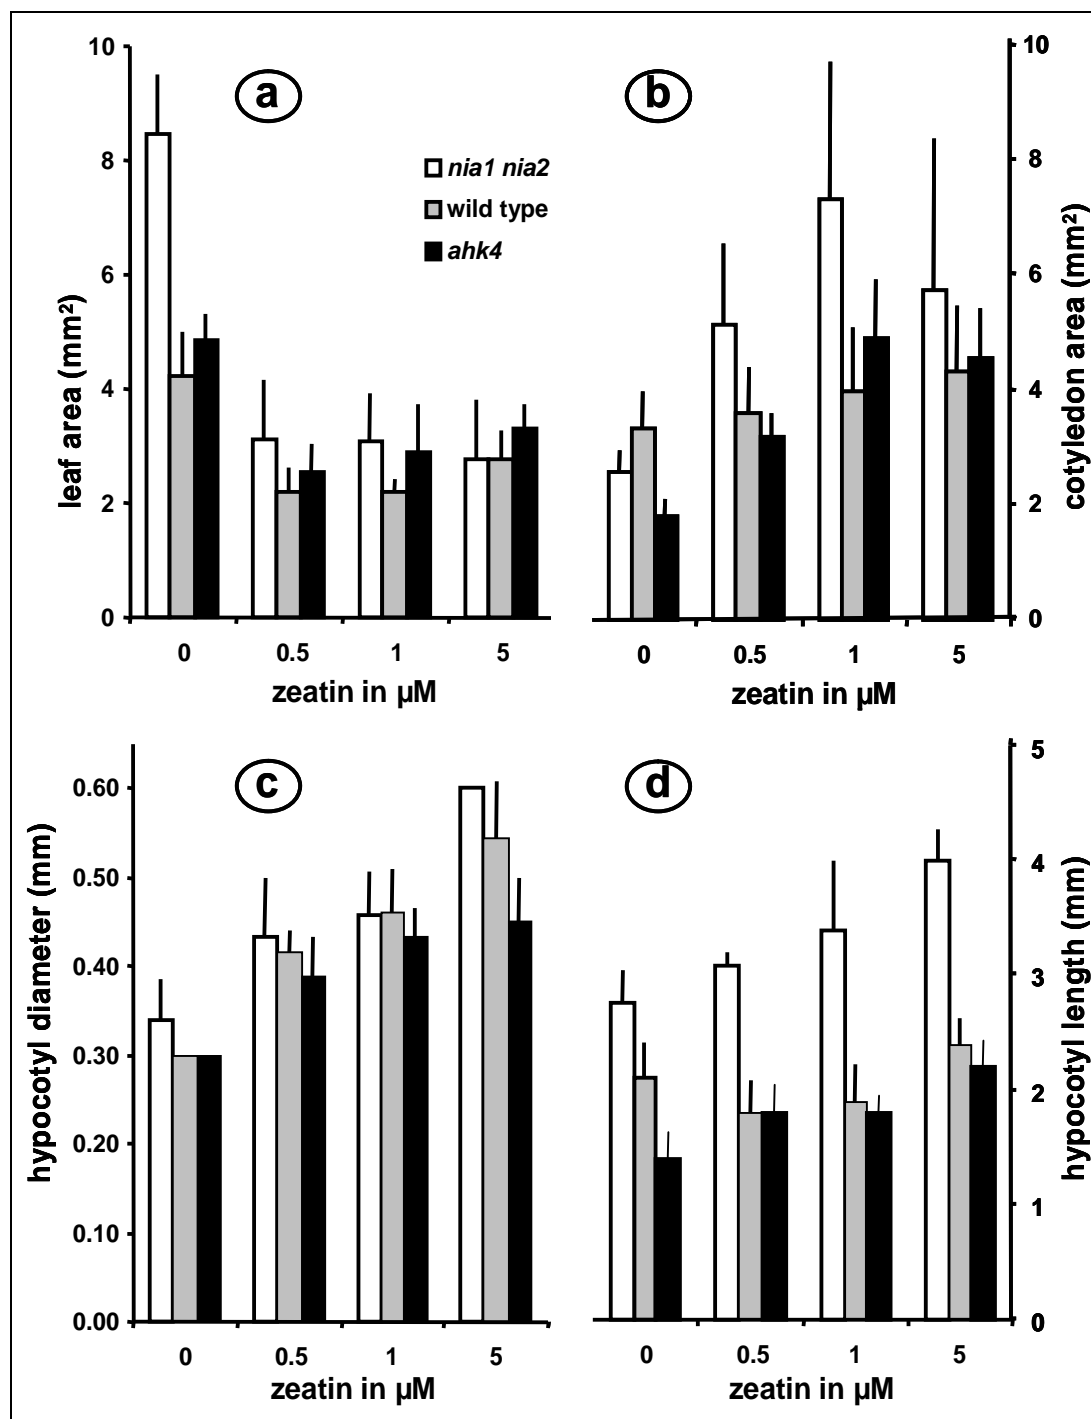 a
b
10
8
6
4
2
0
leaf area (mm²)
nia1 nia2
wild type
ahk4
0 0.5 1 5
zeatin in µM
10
8
6
4
2
0
cotyledon area (mm²)
0 0.5 1 5
zeatin in µM
c
d
0.60
0.50
0.40
0.30
0.20
0.10
0.00
hypocotyl diameter (mm)
0 0.5 1 5
zeatin in µM
5
4
3
2
1
0
hypocotyl length (mm)
0 0.5 1 5
zeatin in µM